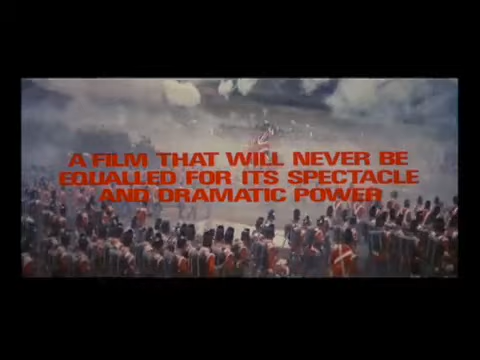 A FILM THAT WILL NEVER BE
EQUALLED FOR ITS SPECTACLE
AND DRAMATIC POWER